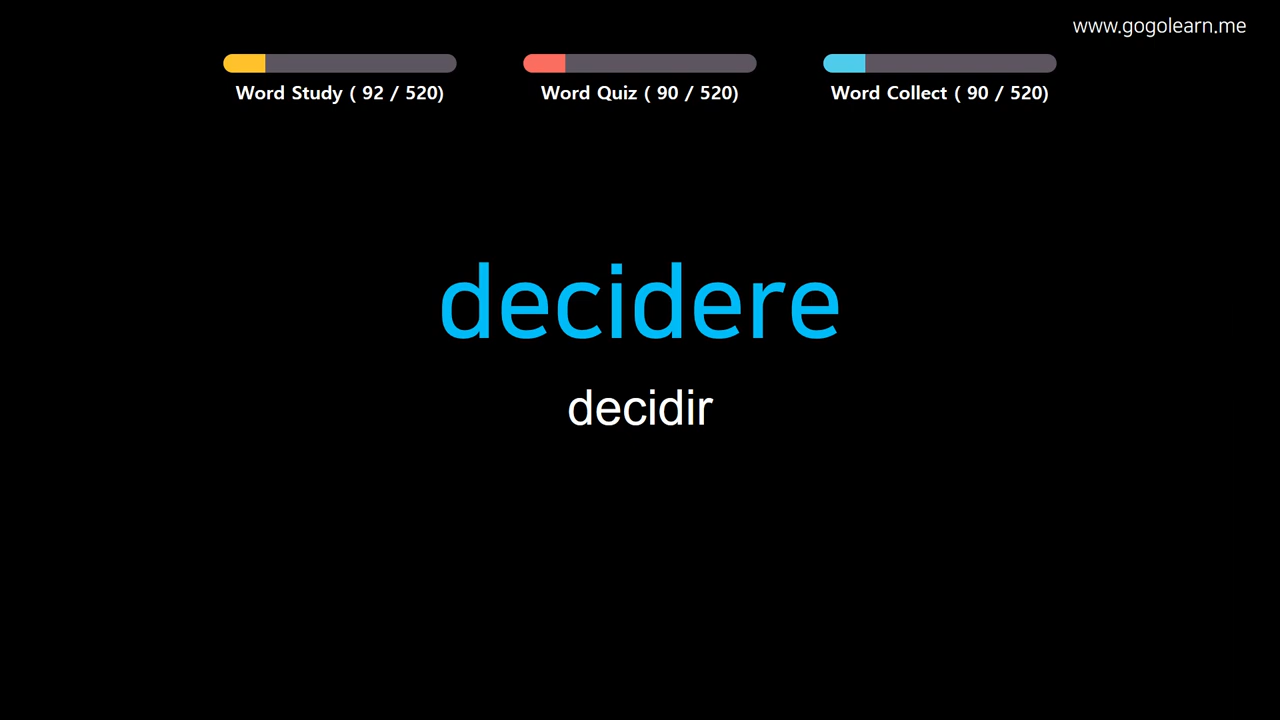 www.gogolearn.me
Word Study ( 92 / 520)
Word Quiz ( 90 / 520)
Word Collect ( 90 / 520)
decidere
decidir